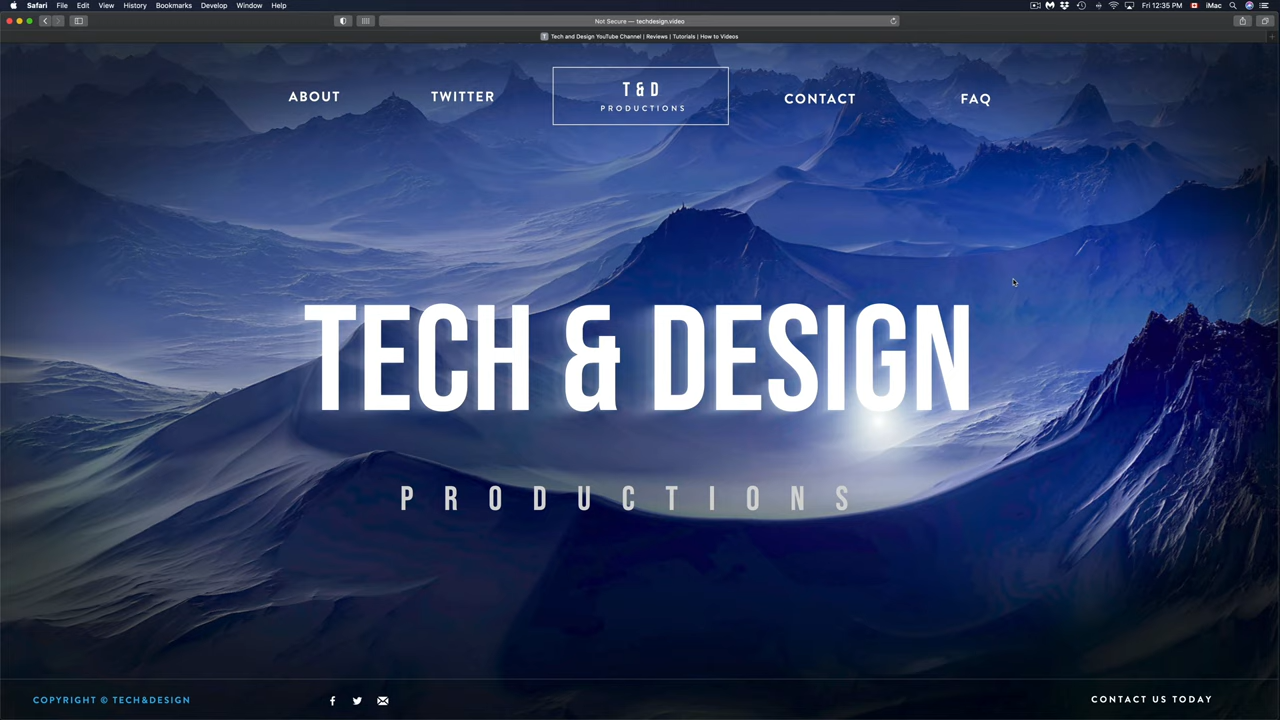 Safari File Edit View History Bookmarks Develop Window Help
Fri 12:35 PM iMac
Not Secure — techdesign.video
T Tech and Design YouTube Channel | Reviews | Tutorials | How to Videos
ABOUT TWITTER T&D CONTACT FAQ
PRODUCTIONS
TECH & DESIGN
PRODUCTIONS
COPYRIGHT © TECH&DESIGN
CONTACT US TODAY